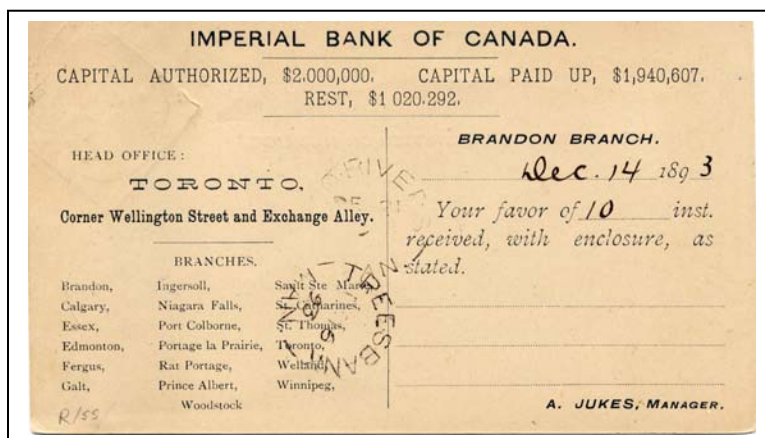 IMPERIAL BANK OF CANADA.
CAPITAL AUTHORIZED, $2.000,000. CAPITAL PAID UP, $1,940,607.
REST, $1 020.292.
HEAD OFFICE:
TORONTO,
Corner Wellington Street and Exchange Alley.
BRANCHES.
Brandon, Ingersoll, Sault Ste Marie,
Calgary, Niagara Falls, St. Catharines,
Essex, Port Colborne, St. Thomas,
Edmonton, Portage la Prairie, Toronto,
Fergus, Rat Portage, Welland,
Galt, Prince Albert, Winnipeg,
Woodstock
R/55
BRANDON BRANCH.
Dec. 14 1893
Your favor of 10 inst.
received, with enclosure, as
stated.
A. JUKES, MANAGER.
TREESBAN